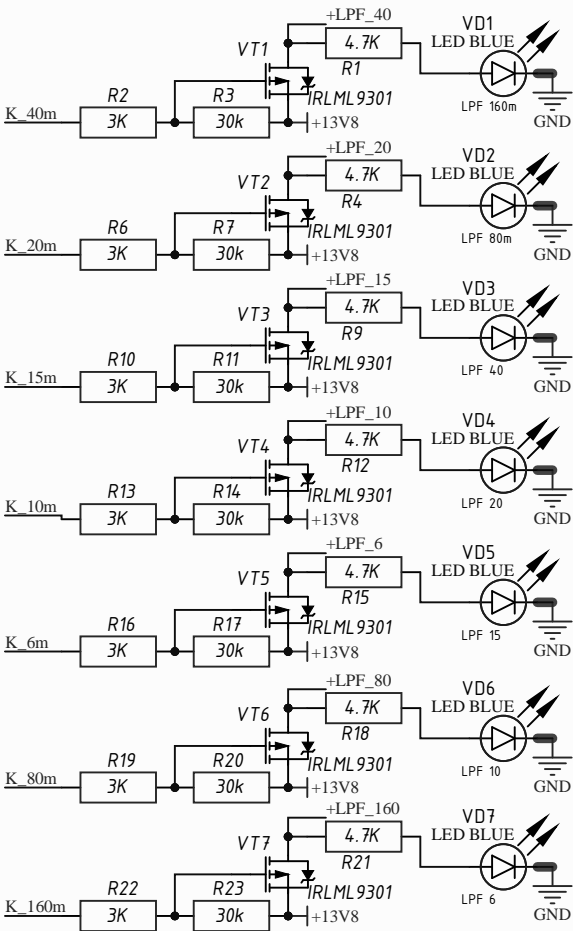 +LPF_40
VD1
VT1
4.7K
LED BLUE
R1
R2
R3
IRLML9301
K_40m
3K
30k
+13V8
LPF 160m
GND
+LPF_20
VD2
VT2
4.7K
LED BLUE
R4
R6
R7
IRLML9301
K_20m
3K
30k
+13V8
LPF 80m
GND
+LPF_15
VD3
VT3
4.7K
LED BLUE
R9
R10
R11
IRLML9301
K_15m
3K
30k
+13V8
LPF 40
GND
+LPF_10
VD4
VT4
4.7K
LED BLUE
R12
R13
R14
IRLML9301
K_10m
3K
30k
+13V8
LPF 20
GND
+LPF_6
VD5
VT5
4.7K
LED BLUE
R15
R16
R17
IRLML9301
K_6m
3K
30k
+13V8
LPF 15
GND
+LPF_80
VD6
VT6
4.7K
LED BLUE
R18
R19
R20
IRLML9301
K_80m
3K
30k
+13V8
LPF 10
GND
+LPF_160
VD7
VT7
4.7K
LED BLUE
R21
R22
R23
IRLML9301
K_160m
3K
30k
+13V8
LPF 6
GND